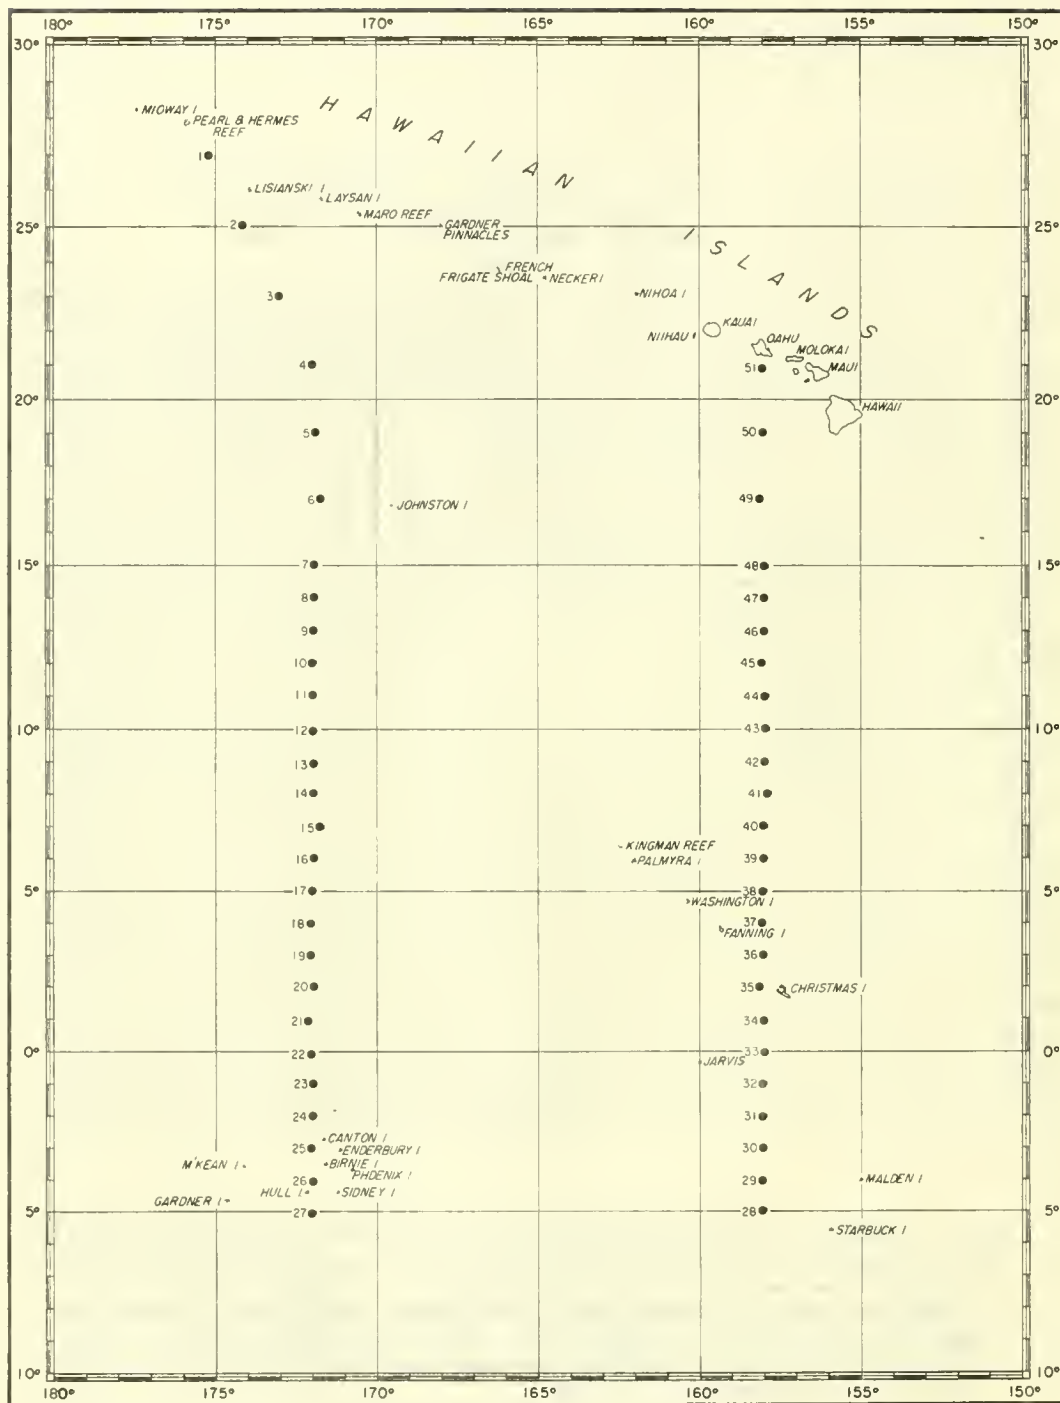 180° 175° 170° 165° 160° 155° 150°
30° 30°
HAWAIIAN
MIDWAY I
PEARL & HERMES
REEF
1
LISIANSKI I
LAYSAN I
MARO REEF
2
25° 25°
GARDNER
PINNACLES
ISLANDS
FRENCH
FRIGATE SHOAL
NECKER I
3
NIHOA I
KAUAI
NIIHAU
OAHU
MOLOKAI
4
51
MAUI
20° 20°
HAWAII
5
50
6
JOHNSTON I
49
15° 15°
7
48
8
47
9
46
10
45
11
44
10° 10°
12
43
13
42
14
41
15
40
KINGMAN REEF
16
PALMYRA I
39
5° 5°
17
38
WASHINGTON I
18
37
FANNING I
19
36
20
35
CHRISTMAS I
21
34
0° 0°
22
33
JARVIS
23
32
24
31
CANTON I
25
ENDERBURY I
30
M'KEAN I
BIRNIE I
PHOENIX I
26
29
MALDEN I
HULL I
SIDNEY I
GARDNER I
5° 5°
27
28
STARBUCK I
10° 10°
180° 175° 170° 165° 160° 155° 150°